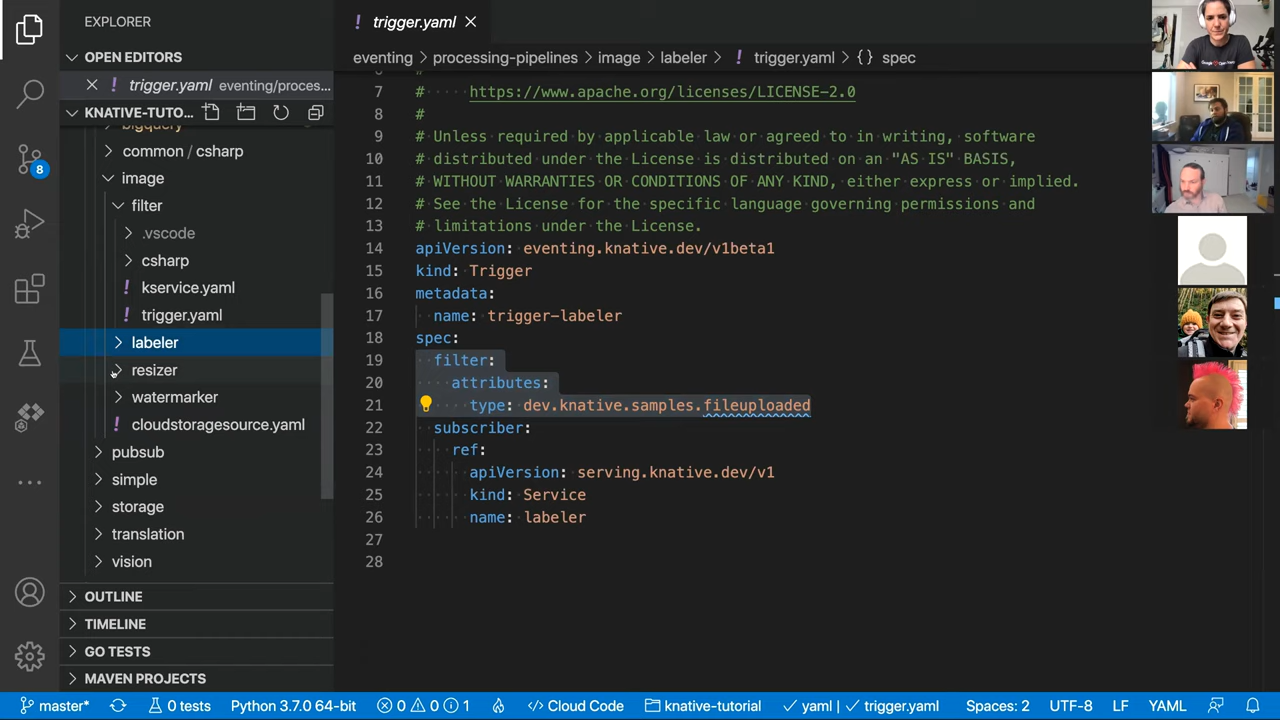 EXPLORER
OPEN EDITORS
trigger.yaml eventing/proces...
KNATIVE-TUTO...
bigquery
common / csharp
image
filter
.vscode
csharp
kservice.yaml
trigger.yaml
labeler
resizer
watermarker
cloudstoragesource.yaml
pubsub
simple
storage
translation
vision
OUTLINE
TIMELINE
GO TESTS
MAVEN PROJECTS
8
! trigger.yaml
eventing > processing-pipelines > image > labeler > ! trigger.yaml > {} spec
7 # https://www.apache.org/licenses/LICENSE-2.0
8 #
9 # Unless required by applicable law or agreed to in writing, software
10 # distributed under the License is distributed on an "AS IS" BASIS,
11 # WITHOUT WARRANTIES OR CONDITIONS OF ANY KIND, either express or implied.
12 # See the License for the specific language governing permissions and
13 # limitations under the License.
14 apiVersion: eventing.knative.dev/v1beta1
15 kind: Trigger
16 metadata:
17 name: trigger-labeler
18 spec:
19 filter:
20 attributes:
21 type: dev.knative.samples.fileuploaded
22 subscriber:
23 ref:
24 apiVersion: serving.knative.dev/v1
25 kind: Service
26 name: labeler
27
28
master* 0 tests Python 3.7.0 64-bit 0 0 1 Cloud Code knative-tutorial yaml | trigger.yaml Spaces: 2 UTF-8 LF YAML